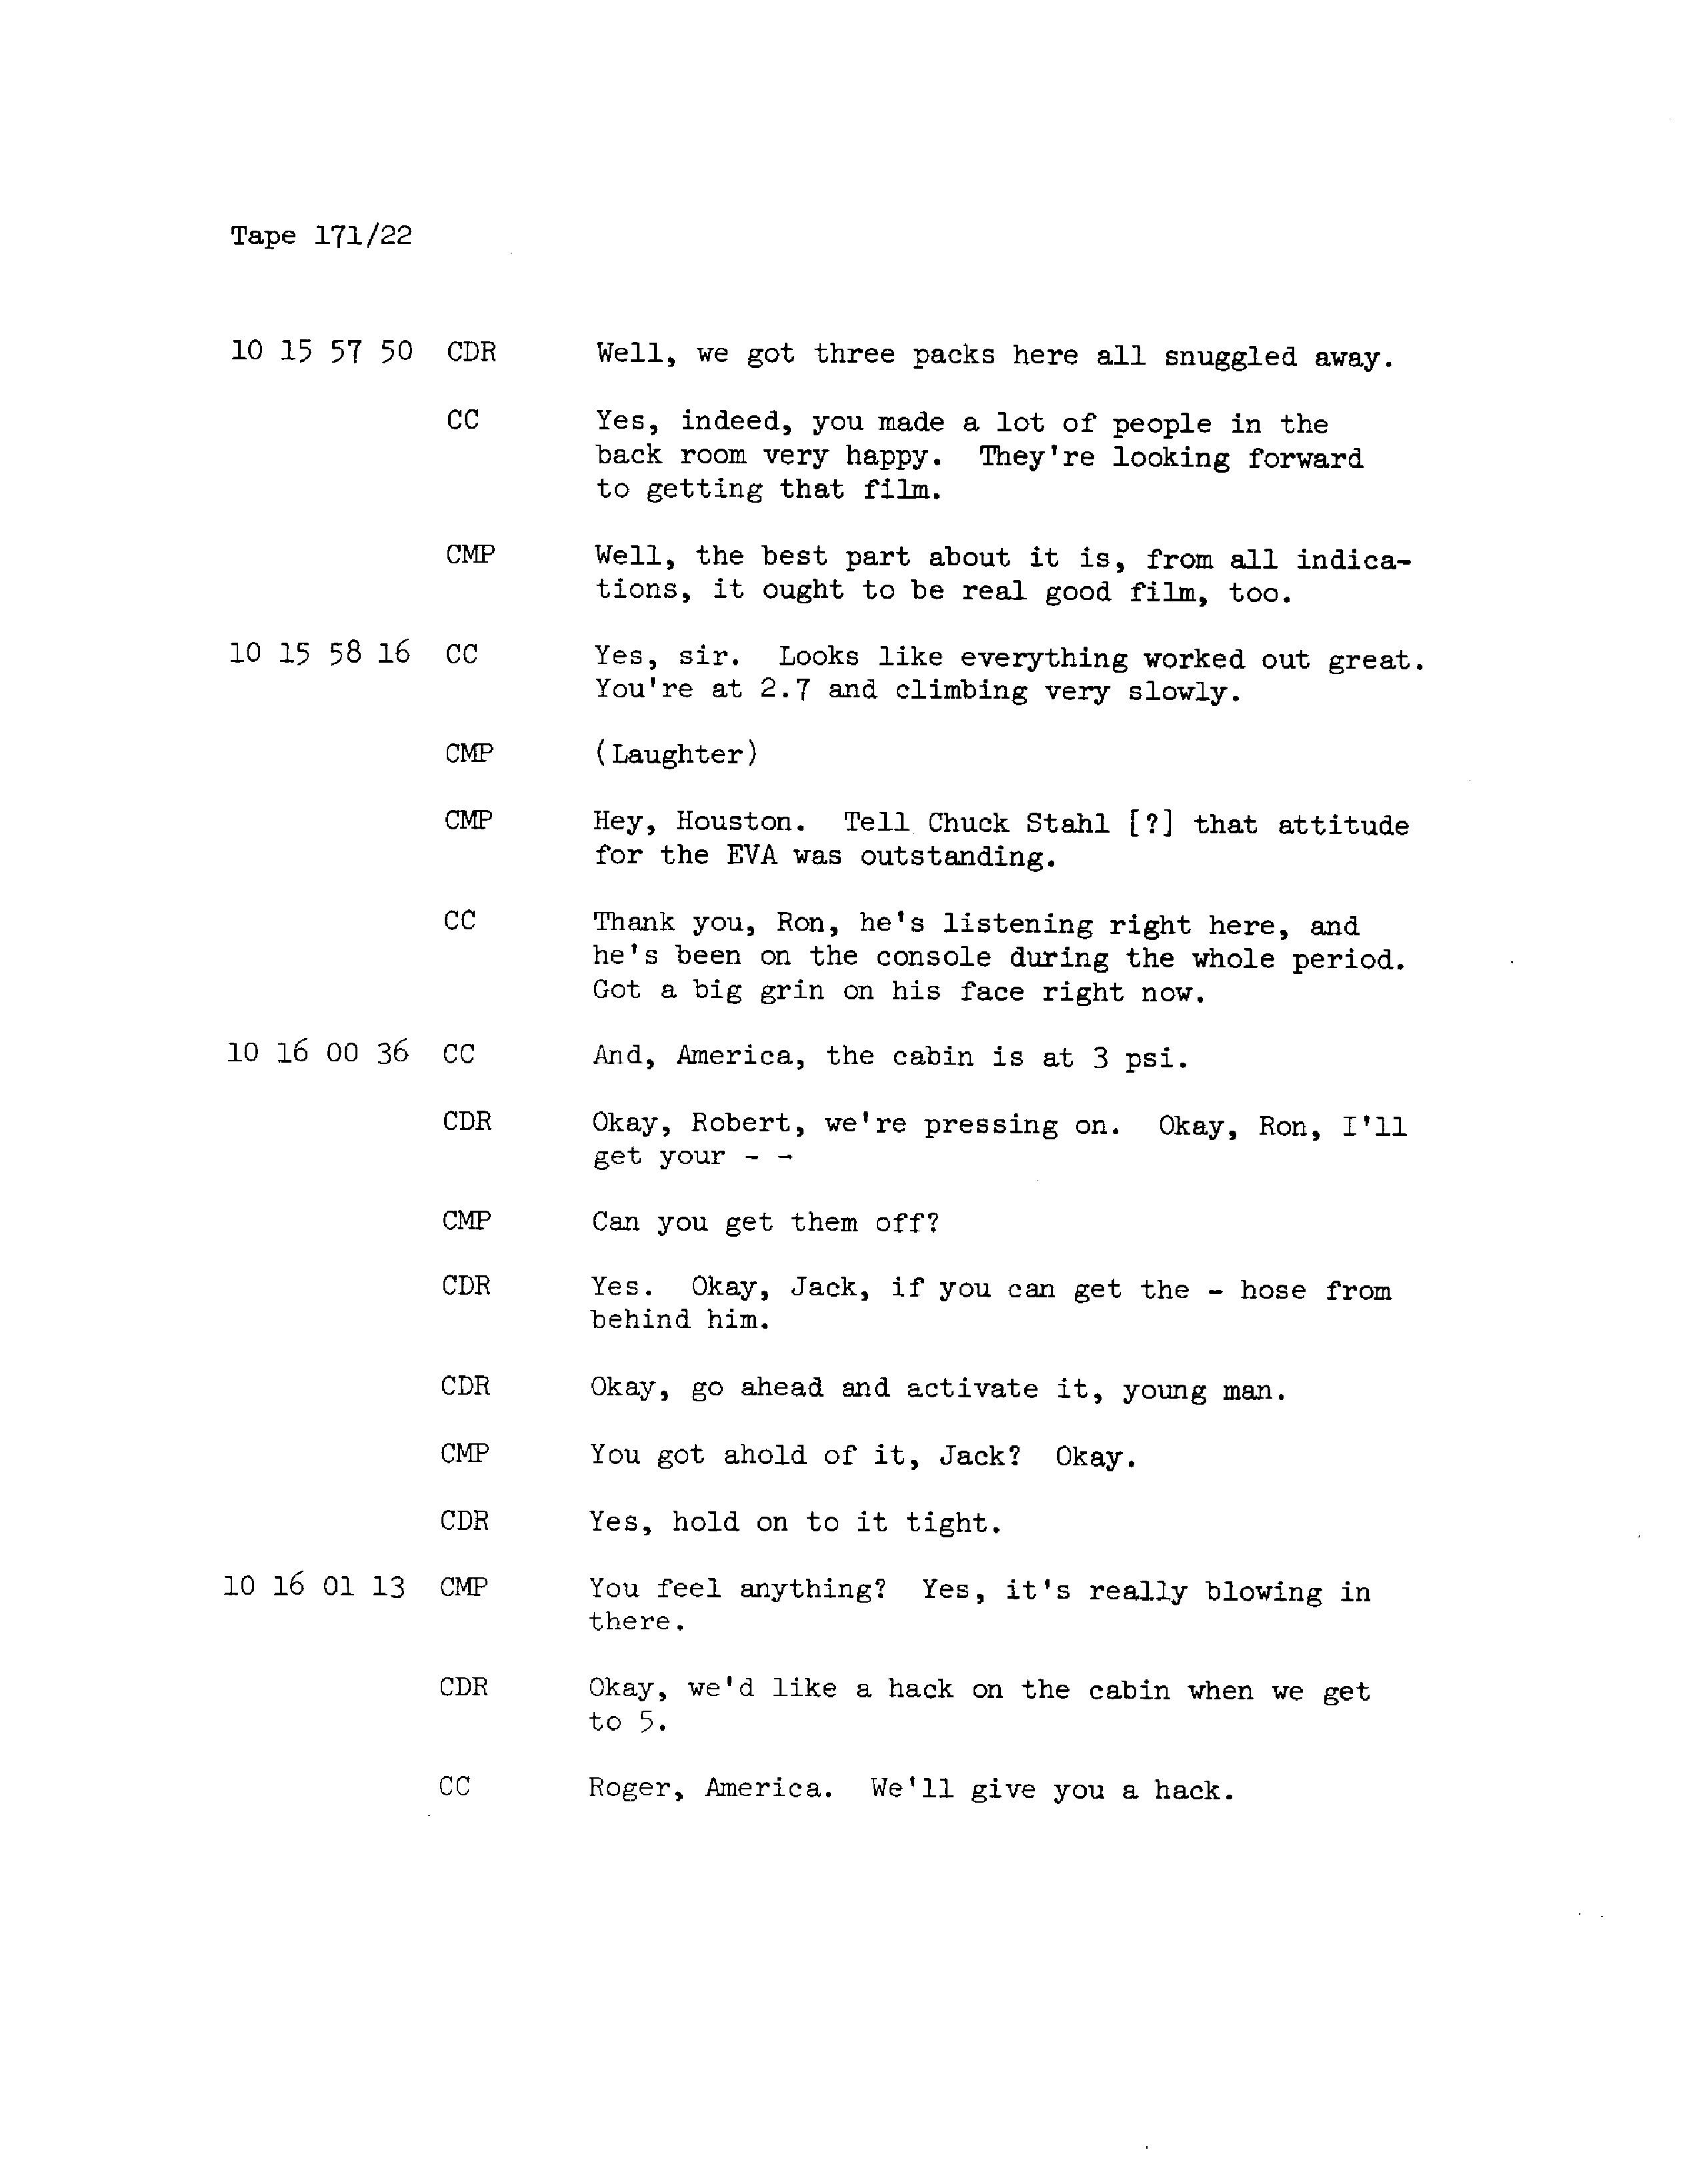 Tape 171/22
10 15 57 50 CDR Well, we got three packs here all snuggled away.
CC Yes, indeed, you made a lot of people in the
back room very happy. They're looking forward
to getting that film.
CMP Well, the best part about it is, from all indica-
tions, it ought to be real good film, too.
10 15 58 16 CC Yes, sir. Looks like everything worked out great.
You're at 2.7 and climbing very slowly.
CMP (Laughter)
CMP Hey, Houston. Tell Chuck Stahl [?] that attitude
for the EVA was outstanding.
CC Thank you, Ron, he's listening right here, and
he's been on the console during the whole period.
Got a big grin on his face right now.
10 16 00 36 CC And, America, the cabin is at 3 psi.
CDR Okay, Robert, we're pressing on. Okay, Ron, I'll
get your - -
CMP Can you get them off?
CDR Yes. Okay, Jack, if you can get the - hose from
behind him.
CDR Okay, go ahead and activate it, young man.
CMP You got ahold of it, Jack? Okay.
CDR Yes, hold on to it tight.
10 16 01 13 CMP You feel anything? Yes, it's really blowing in
there.
CDR Okay, we'd like a hack on the cabin when we get
to 5.
CC Roger, America. We'll give you a hack.